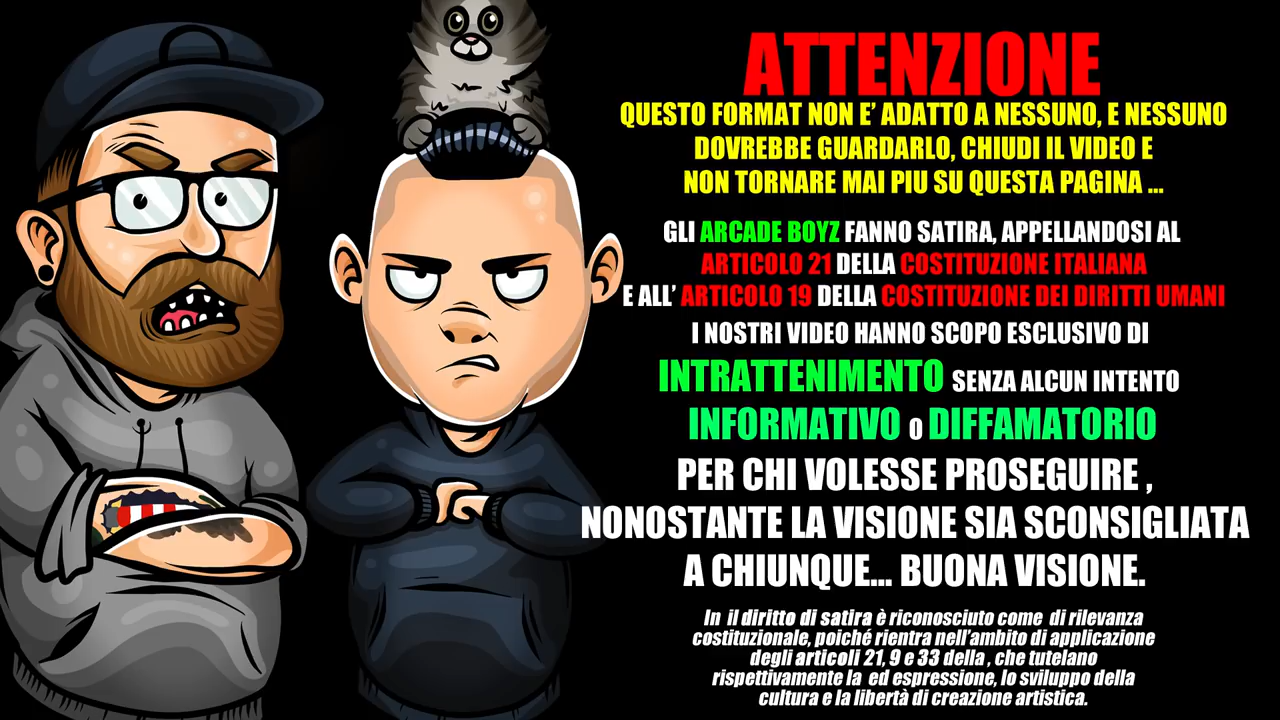 ATTENZIONE
QUESTO FORMAT NON E' ADATTO A NESSUNO, E NESSUNO
DOVREBBE GUARDARLO, CHIUDI IL VIDEO E
NON TORNARE MAI PIU SU QUESTA PAGINA ...
GLI ARCADE BOYZ FANNO SATIRA, APPELLANDOSI AL
ARTICOLO 21 DELLA COSTITUZIONE ITALIANA
E ALL' ARTICOLO 19 DELLA COSTITUZIONE DEI DIRITTI UMANI
I NOSTRI VIDEO HANNO SCOPO ESCLUSIVO DI
INTRATTENIMENTO SENZA ALCUN INTENTO
INFORMATIVO O DIFFAMATORIO
PER CHI VOLESSE PROSEGUIRE ,
NONOSTANTE LA VISIONE SIA SCONSIGLIATA
A CHIUNQUE... BUONA VISIONE.
In il diritto di satira è riconosciuto come di rilevanza
costituzionale, poiché rientra nell'ambito di applicazione
degli articoli 21, 9 e 33 della , che tutelano
rispettivamente la ed espressione, lo sviluppo della
cultura e la libertà di creazione artistica.